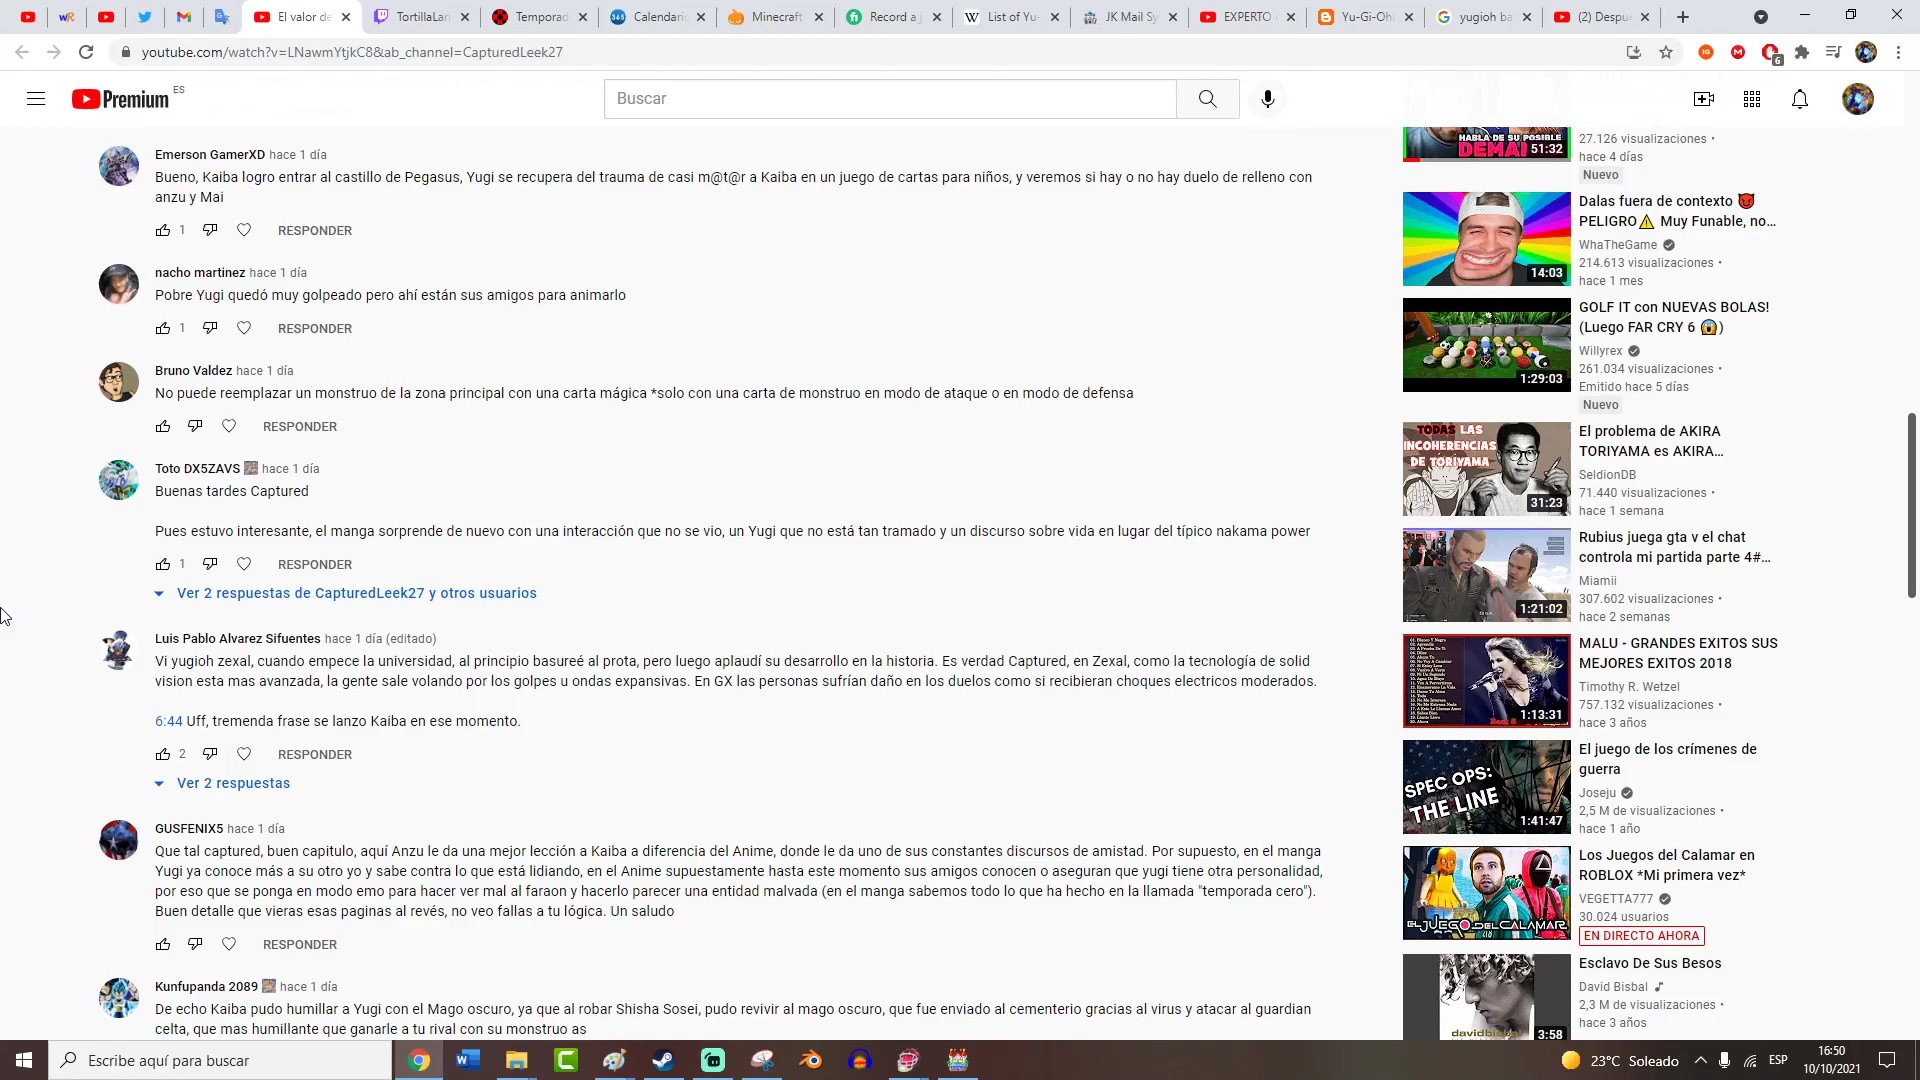 El valor de
TortillaLan
Temporad
Calendari
Minecraft
Record a j
List of Yu-
JK Mail Sy
EXPERTO
Yu-Gi-Oh!
yugioh ba
(2) Despu
youtube.com/watch?v=LNawmYtjkC8&ab_channel=CapturedLeek27
6
Premium ES
Buscar
Emerson GamerXD hace 1 día
Bueno, Kaiba logro entrar al castillo de Pegasus, Yugi se recupera del trauma de casi m@t@r a Kaiba en un juego de cartas para niños, y veremos si hay o no hay duelo de relleno con
anzu y Mai
1 RESPONDER
nacho martinez hace 1 día
Pobre Yugi quedó muy golpeado pero ahí están sus amigos para animarlo
1 RESPONDER
Bruno Valdez hace 1 día
No puede reemplazar un monstruo de la zona principal con una carta mágica *solo con una carta de monstruo en modo de ataque o en modo de defensa
RESPONDER
Toto DX5ZAVS hace 1 día
Buenas tardes Captured
Pues estuvo interesante, el manga sorprende de nuevo con una interacción que no se vio, un Yugi que no está tan tramado y un discurso sobre vida en lugar del típico nakama power
1 RESPONDER
Ver 2 respuestas de CapturedLeek27 y otros usuarios
Luis Pablo Alvarez Sifuentes hace 1 día (editado)
Vi yugioh zexal, cuando empece la universidad, al principio basureé al prota, pero luego aplaudí su desarrollo en la historia. Es verdad Captured, en Zexal, como la tecnología de solid
vision esta mas avanzada, la gente sale volando por los golpes u ondas expansivas. En GX las personas sufrían daño en los duelos como si recibieran choques electricos moderados.
6:44 Uff, tremenda frase se lanzo Kaiba en ese momento.
2 RESPONDER
Ver 2 respuestas
GUSFENIX5 hace 1 día
Que tal captured, buen capitulo, aquí Anzu le da una mejor lección a Kaiba a diferencia del Anime, donde le da uno de sus constantes discursos de amistad. Por supuesto, en el manga
Yugi ya conoce más a su otro yo y sabe contra lo que está lidiando, en el Anime supuestamente hasta este momento sus amigos conocen o aseguran que yugi tiene otra personalidad,
por eso que se ponga en modo emo para hacer ver mal al faraon y hacerlo parecer una entidad malvada (en el manga sabemos todo lo que ha hecho en la llamada "temporada cero").
Buen detalle que vieras esas paginas al revés, no veo fallas a tu lógica. Un saludo
RESPONDER
Kunfupanda 2089 hace 1 día
De echo Kaiba pudo humillar a Yugi con el Mago oscuro, ya que al robar Shisha Sosei, pudo revivir al mago oscuro, que fue enviado al cementerio gracias al virus y atacar al guardian
celta, que mas humillante que ganarle a tu rival con su monstruo as
HABLA DE SU POSIBLE
51:32
27.126 visualizaciones •
hace 4 días
Nuevo
14:03
Dalas fuera de contexto 😈
PELIGRO⚠ Muy Funable, no...
WhaTheGame
214.613 visualizaciones •
hace 1 mes
1:29:03
GOLF IT con NUEVAS BOLAS!
(Luego FAR CRY 6 😱)
Willyrex
261.034 visualizaciones •
Emitido hace 5 días
Nuevo
TODAS LAS
INCOHERENCIAS
DE TORIYAMA
31:23
El problema de AKIRA
TORIYAMA es AKIRA...
SeldionDB
71.440 visualizaciones •
hace 1 semana
1:21:02
Rubius juega gta v el chat
controla mi partida parte 4#...
Miamii
307.602 visualizaciones •
hace 2 semanas
1:13:31
MALU - GRANDES EXITOS SUS
MEJORES EXITOS 2018
Timothy R. Wetzel
757.132 visualizaciones •
hace 3 años
SPEC OPS:
THE LINE
1:41:47
El juego de los crímenes de
guerra
Joseju
2,5 M de visualizaciones •
hace 1 año
EL JUEGO DEL CALAMAR
Los Juegos del Calamar en
ROBLOX *Mi primera vez*
VEGETTA777
30.024 usuarios
EN DIRECTO AHORA
davidbisbal
3:58
Esclavo De Sus Besos
David Bisbal
2,3 M de visualizaciones •
hace 3 años
Escribe aquí para buscar
23°C Soleado
ESP
16:50
10/10/2021